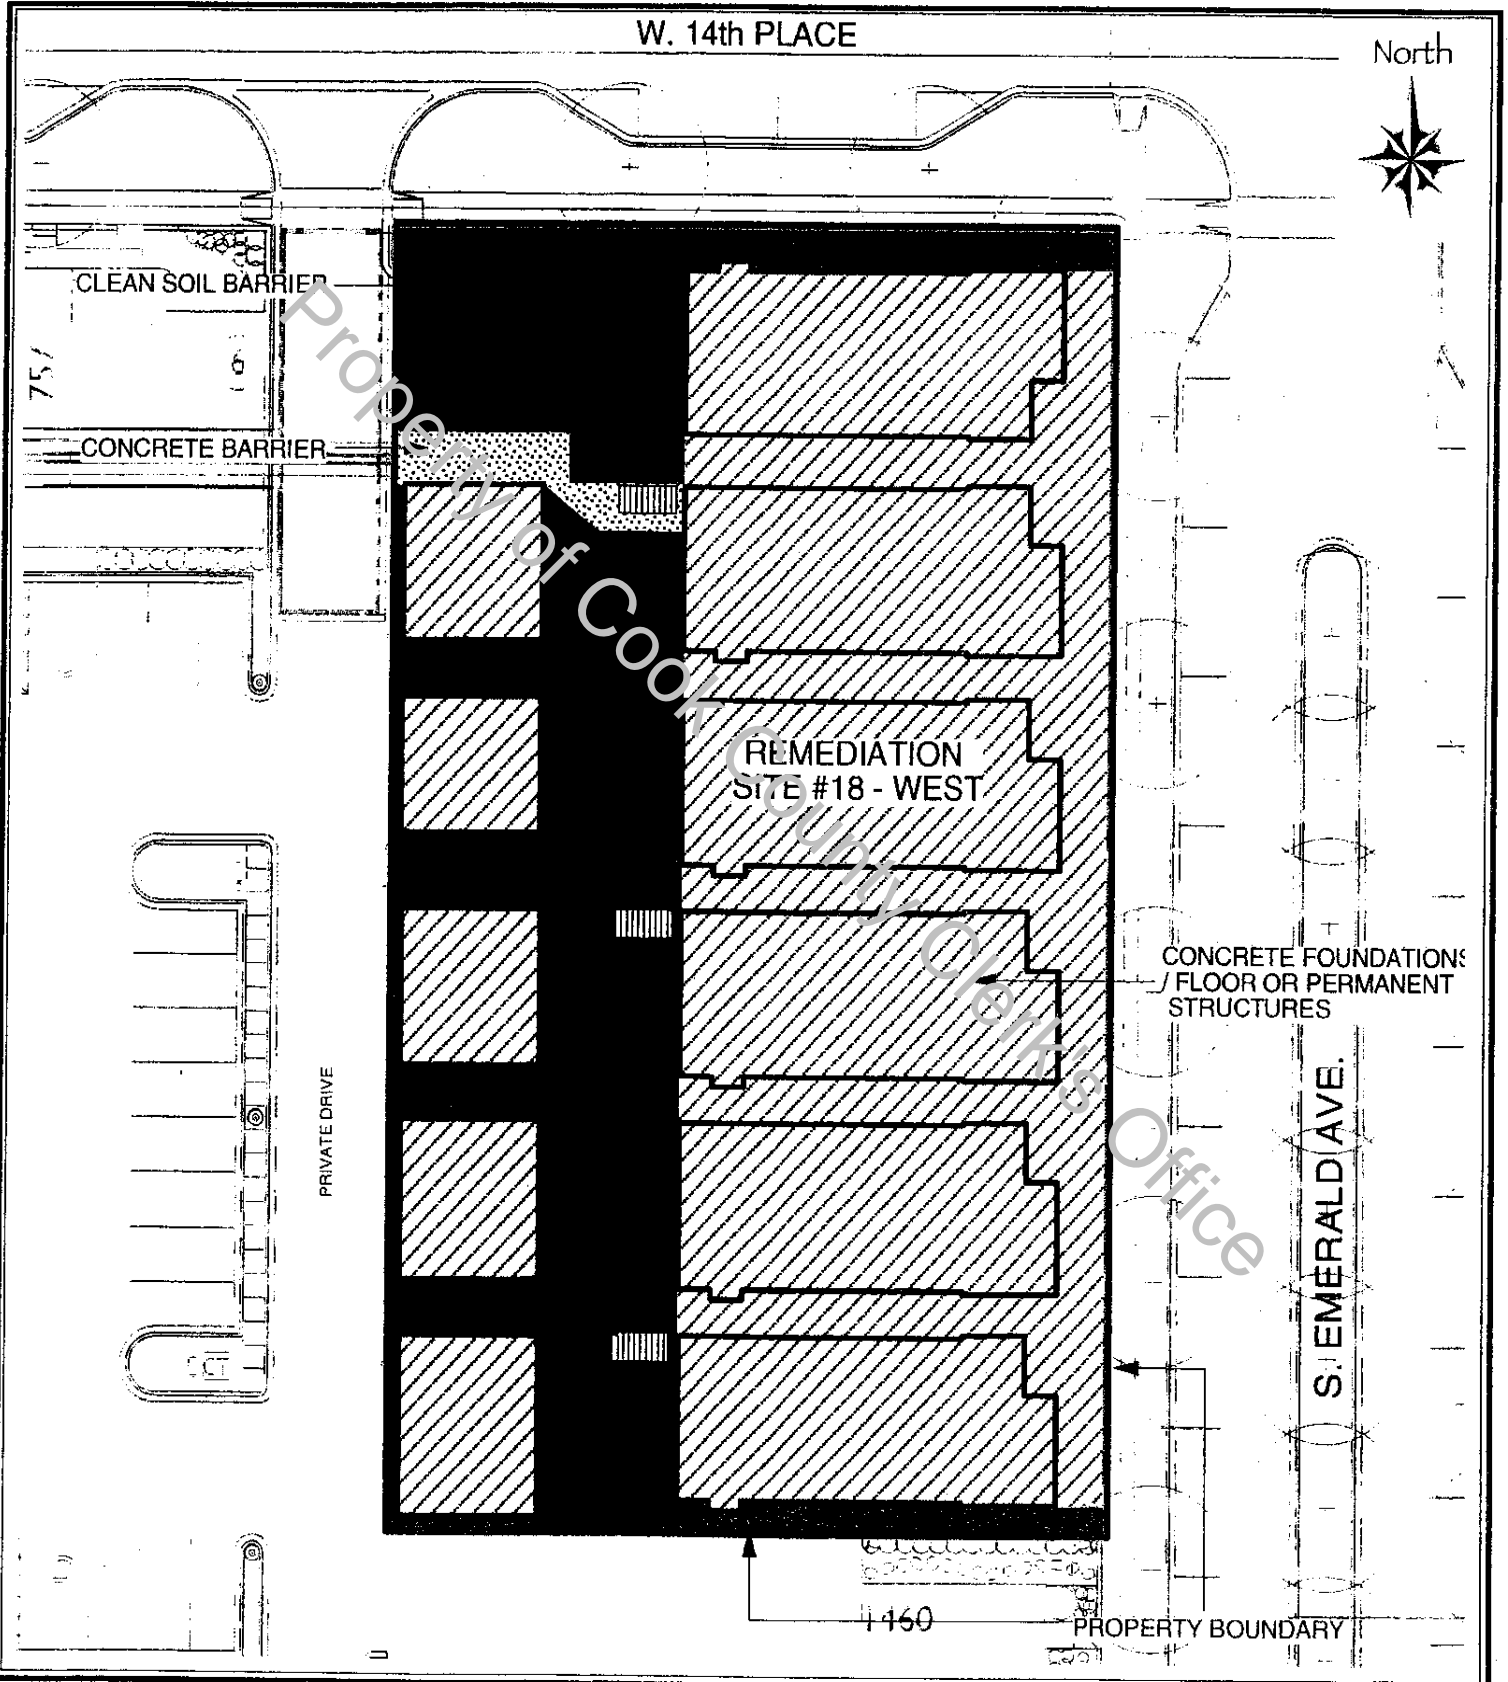 W. 14th PLACE
North
CLEAN SOIL BARRIER
757
CONCRETE BARRIER
REMEDIATION
SITE #18 - WEST
CONCRETE FOUNDATIONS
/ FLOOR OR PERMANENT
STRUCTURES
PRIVATE DRIVE
S. EMERALD AVE.
1460
PROPERTY BOUNDARY
Property of Cook County Clerk's Office